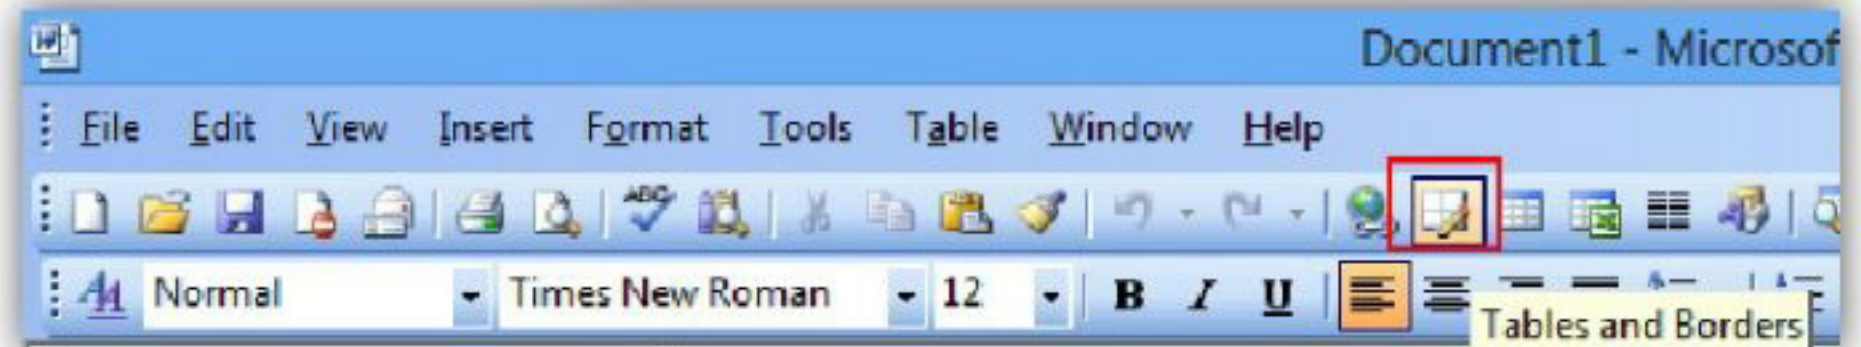 Document1 - Microsof
File Edit View Insert Format Tools Table Window Help
ABC
Normal Times New Roman 12 B I U
Tables and Borders